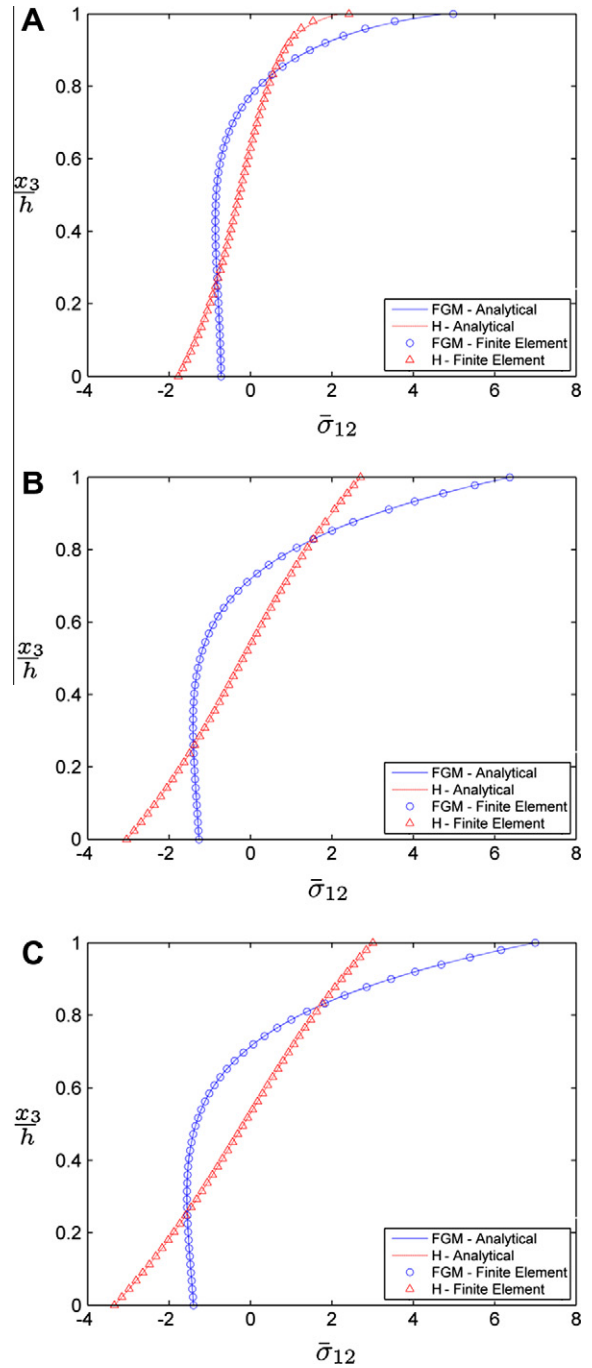 A
1
0.8
0.6
x₃/h
0.4
0.2
0
-4 -2 0 2 4 6 8
σ̄₁₂
FGM - Analytical
H - Analytical
FGM - Finite Element
H - Finite Element
B
1
0.8
0.6
x₃/h
0.4
0.2
0
-4 -2 0 2 4 6 8
σ̄₁₂
FGM - Analytical
H - Analytical
FGM - Finite Element
H - Finite Element
C
1
0.8
0.6
x₃/h
0.4
0.2
0
-4 -2 0 2 4 6 8
σ̄₁₂
FGM - Analytical
H - Analytical
FGM - Finite Element
H - Finite Element